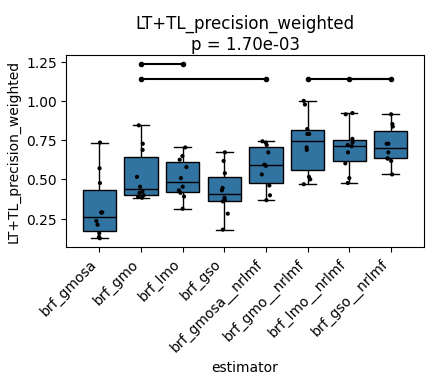 LT+TL_precision_weighted
p = 1.70e-03
LT+TL_precision_weighted
1.25
1.00
0.75
0.50
0.25
brf_gmosa
brf_gmo
brf_lmo
brf_gso
brf_gmosa__nrlmf
brf_gmo__nrlmf
brf_lmo__nrlmf
brf_gso__nrlmf
estimator